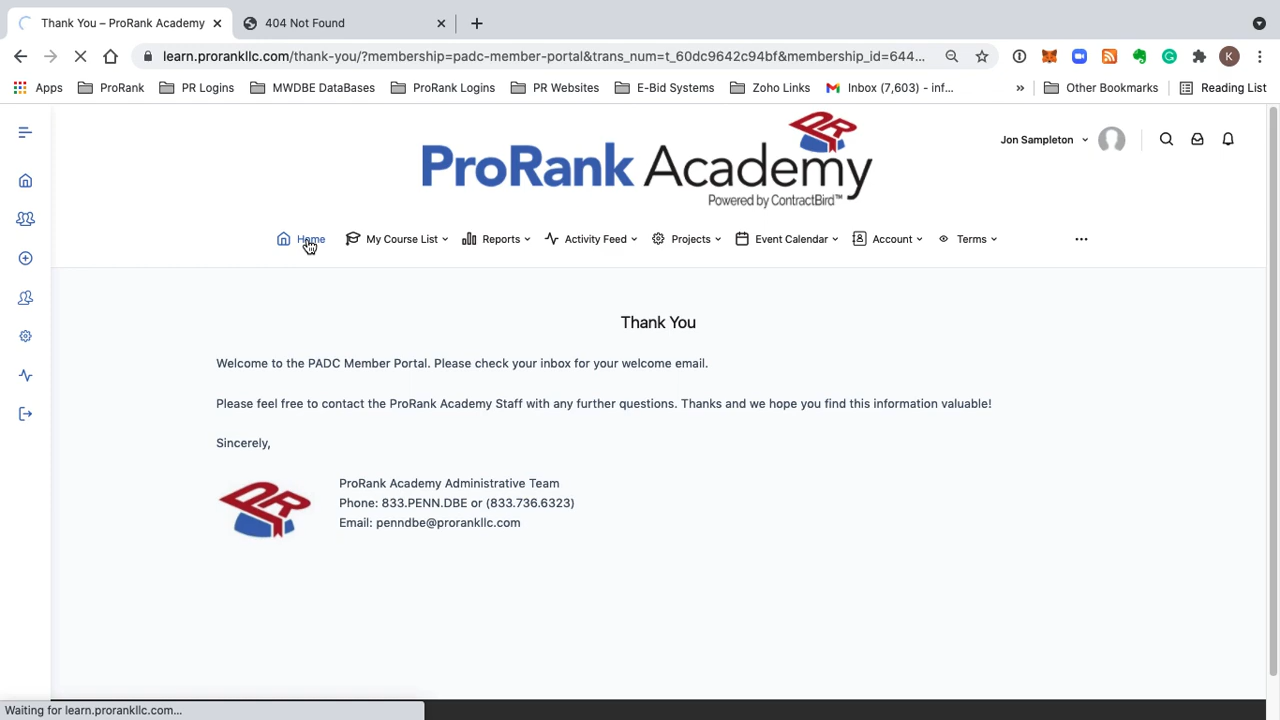 Thank You – ProRank Academy
404 Not Found
learn.prorankllc.com/thank-you/?membership=padc-member-portal&trans_num=t_60dc9642c94bf&membership_id=644...
K
Apps
ProRank
PR Logins
MWDBE DataBases
ProRank Logins
PR Websites
E-Bid Systems
Zoho Links
Inbox (7,603) - inf...
»
Other Bookmarks
Reading List
ProRank Academy
Powered by ContractBird™
Jon Sampleton
Home
My Course List
Reports
Activity Feed
Projects
Event Calendar
Account
Terms
Thank You
Welcome to the PADC Member Portal. Please check your inbox for your welcome email.
Please feel free to contact the ProRank Academy Staff with any further questions. Thanks and we hope you find this information valuable!
Sincerely,
ProRank Academy Administrative Team
Phone: 833.PENN.DBE or (833.736.6323)
Email: penndbe@prorankllc.com
Waiting for learn.prorankllc.com...